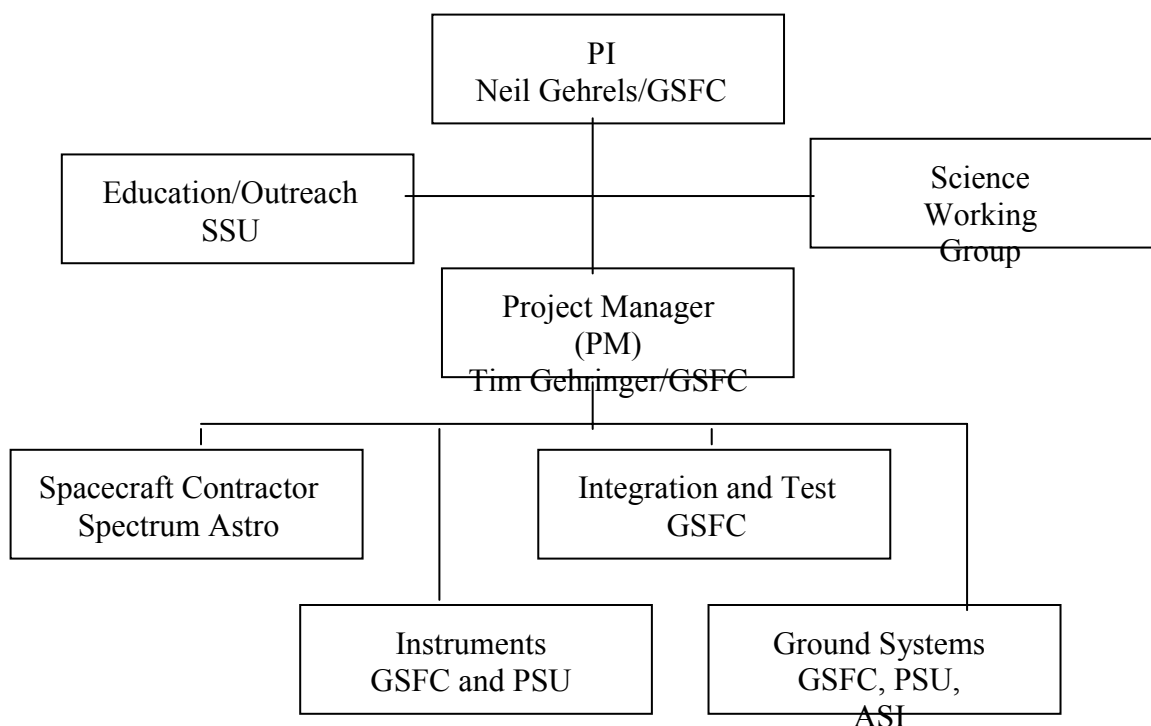 PI
Neil Gehrels/GSFC
Education/Outreach
SSU
Science
Working
Group
Project Manager
(PM)
Tim Gehringer/GSFC
Spacecraft Contractor
Spectrum Astro
Integration and Test
GSFC
Instruments
GSFC and PSU
Ground Systems
GSFC, PSU,
ASI